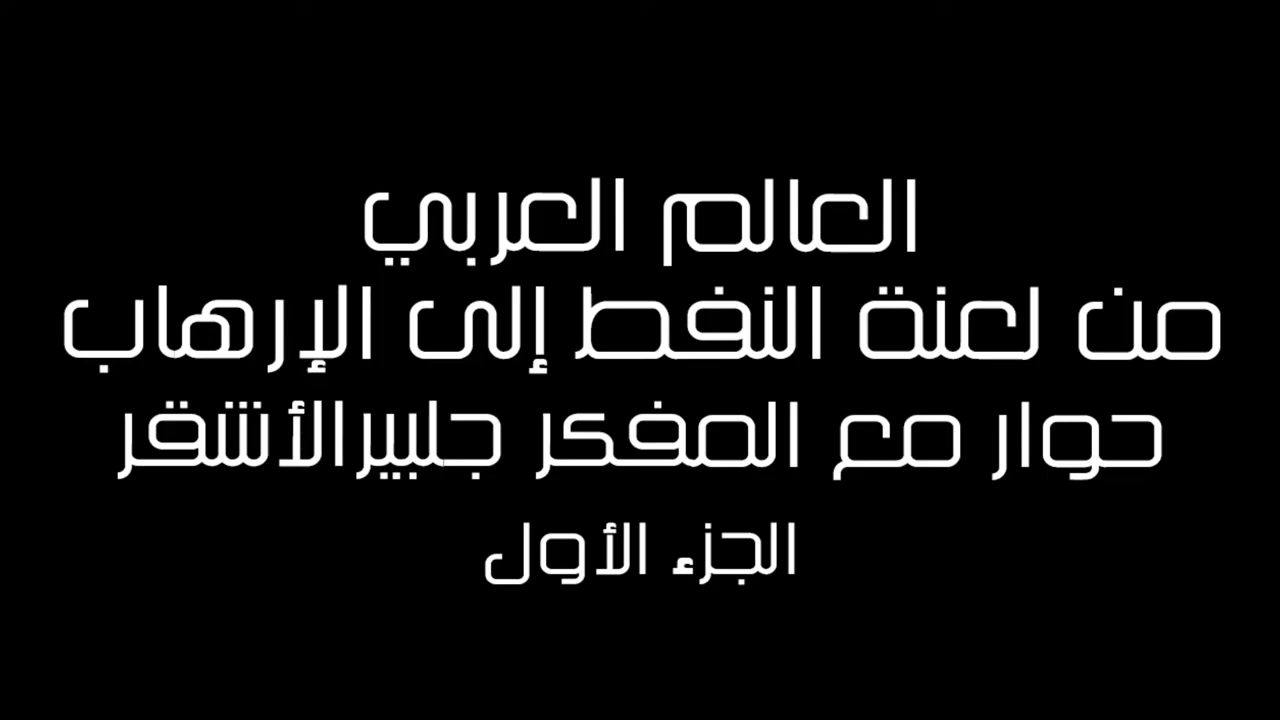 العالم العربي
من لعنة النفط إلى الإرهاب
حوار مع المفكر جلبيرالأشقر
الجزء الأول